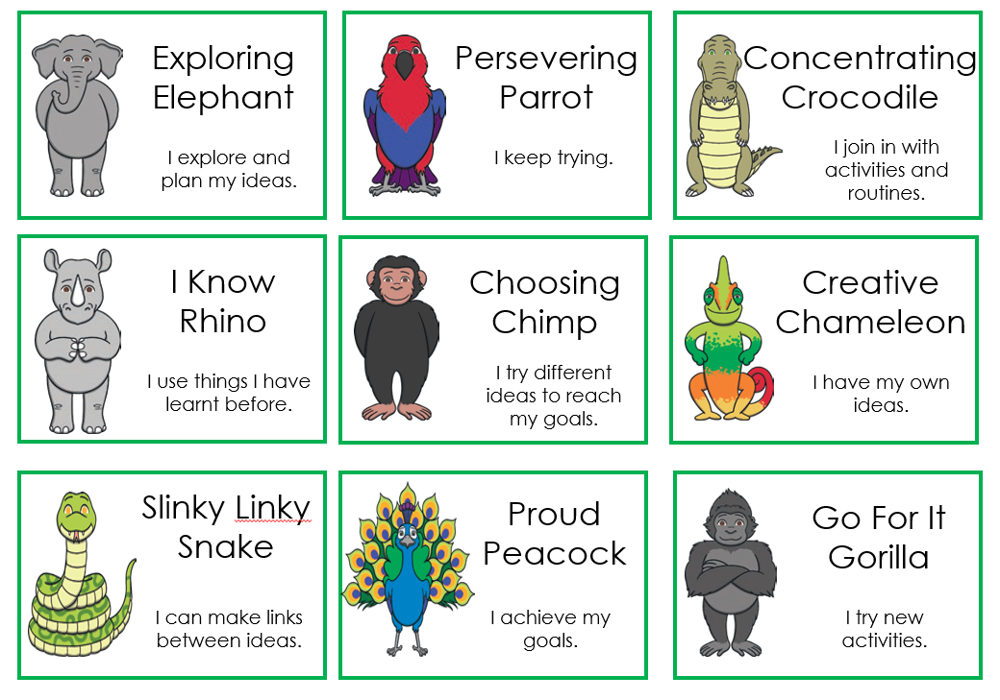 Exploring
Elephant
I explore and
plan my ideas.
Persevering
Parrot
I keep trying.
Concentrating
Crocodile
I join in with
activities and
routines.
I Know
Rhino
I use things I have
learnt before.
Choosing
Chimp
I try different
ideas to reach
my goals.
Creative
Chameleon
I have my own
ideas.
Slinky Linky
Snake
I can make links
between ideas.
Proud
Peacock
I achieve my
goals.
Go For It
Gorilla
I try new
activities.